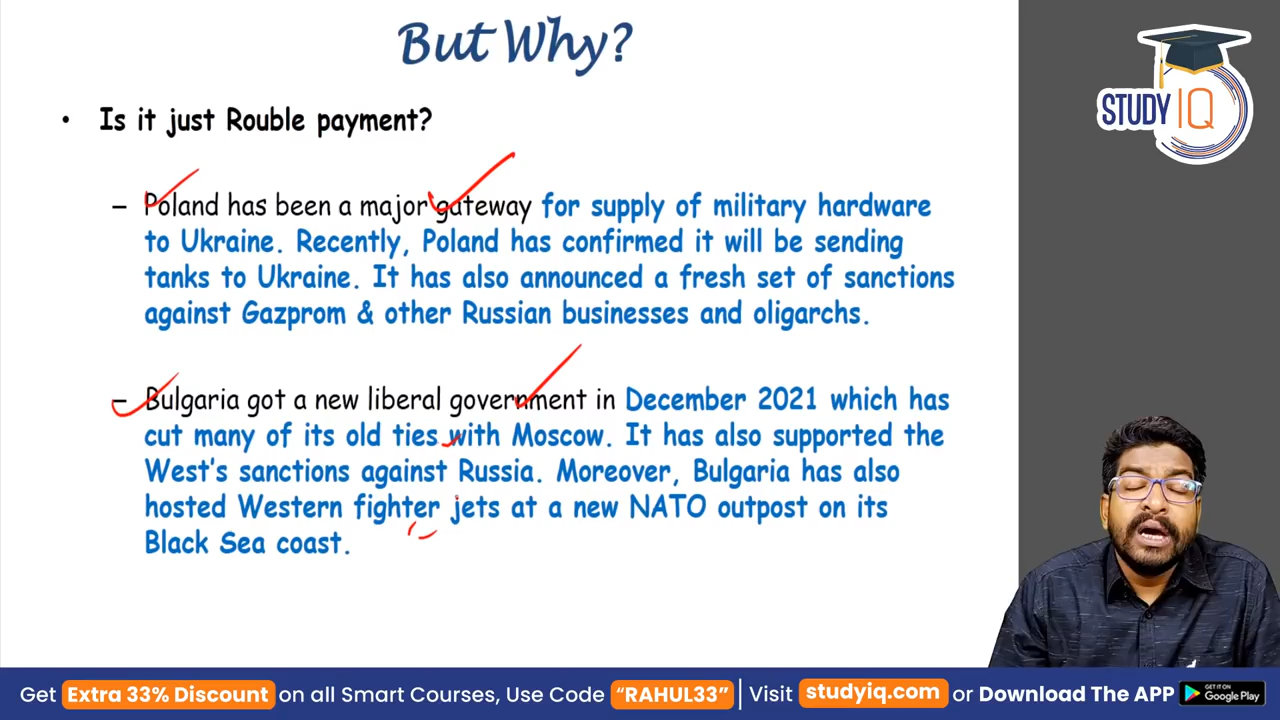 But Why?
• Is it just Rouble payment?
– Poland has been a major gateway for supply of military hardware
to Ukraine. Recently, Poland has confirmed it will be sending
tanks to Ukraine. It has also announced a fresh set of sanctions
against Gazprom & other Russian businesses and oligarchs.
– Bulgaria got a new liberal government in December 2021 which has
cut many of its old ties with Moscow. It has also supported the
West's sanctions against Russia. Moreover, Bulgaria has also
hosted Western fighter jets at a new NATO outpost on its
Black Sea coast.
STUDY IQ
Get Extra 33% Discount on all Smart Courses, Use Code “RAHUL33” | Visit studyiq.com or Download The APP
GET IT ON
Google Play